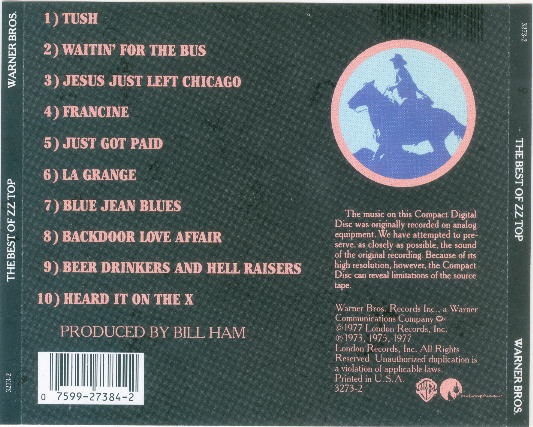 WARNER BROS.
THE BEST OF ZZ TOP
3273-2
1) TUSH
2) WAITIN' FOR THE BUS
3) JESUS JUST LEFT CHICAGO
4) FRANCINE
5) JUST GOT PAID
6) LA GRANGE
7) BLUE JEAN BLUES
8) BACKDOOR LOVE AFFAIR
9) BEER DRINKERS AND HELL RAISERS
10) HEARD IT ON THE X
PRODUCED BY BILL HAM
0 7599-27384-2
The music on this Compact Digital
Disc was originally recorded on analog
equipment. We have attempted to pre-
serve, as closely as possible, the sound
of the original recording. Because of its
high resolution, however, the Compact
Disc can reveal limitations of the source
tape.
Warner Bros. Records Inc., a Warner
Communications Company
©1977 London Records, Inc.
℗1973, 1975, 1977
London Records, Inc. All Rights
Reserved. Unauthorized duplication is
a violation of applicable laws.
Printed in U.S.A.
3273-2
3273-2
THE BEST OF ZZ TOP
WARNER BROS.